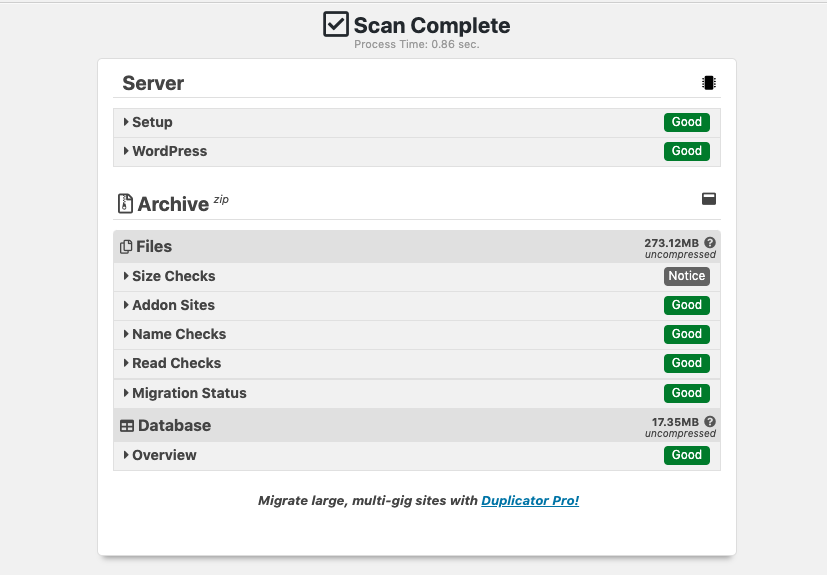 Scan Complete
Process Time: 0.86 sec.
Server
Setup Good
WordPress Good
Archive zip
Files 273.12MB
uncompressed
Size Checks Notice
Addon Sites Good
Name Checks Good
Read Checks Good
Migration Status Good
Database 17.35MB
uncompressed
Overview Good
Migrate large, multi-gig sites with Duplicator Pro!